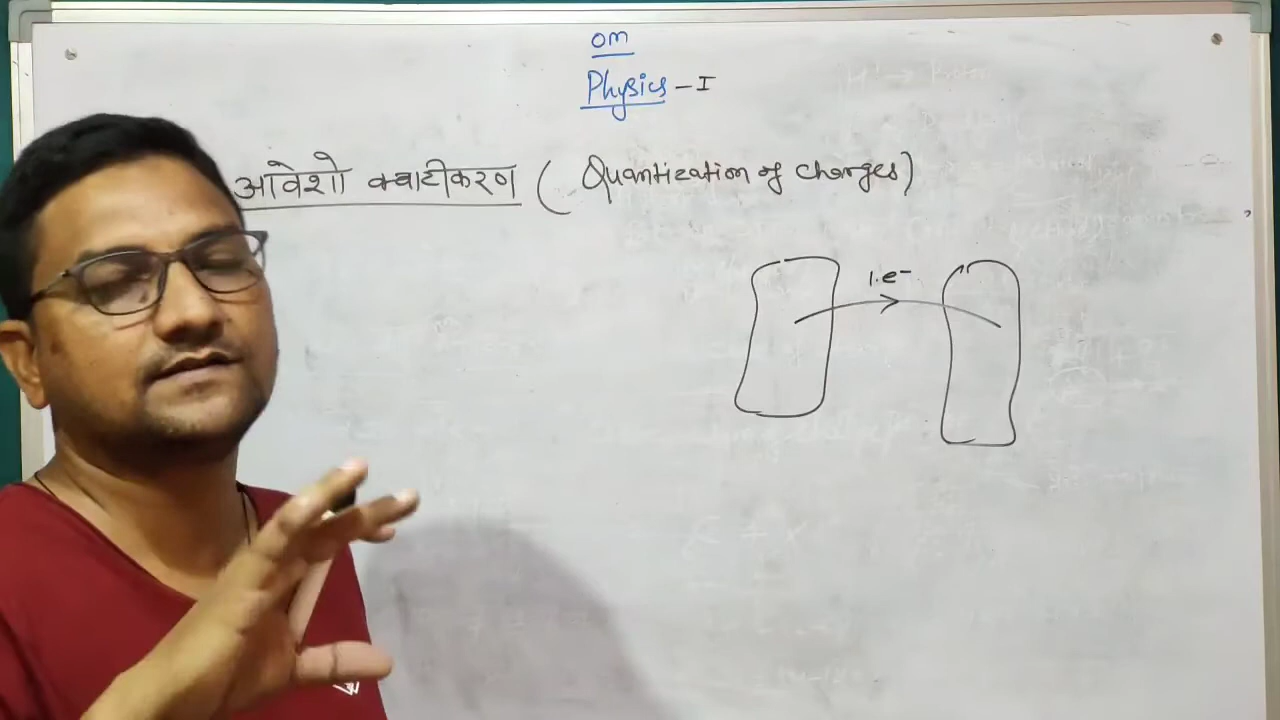 om
Physics - I
आवेशो क्वाटीकरण ( Quantization of charges)
1.e⁻